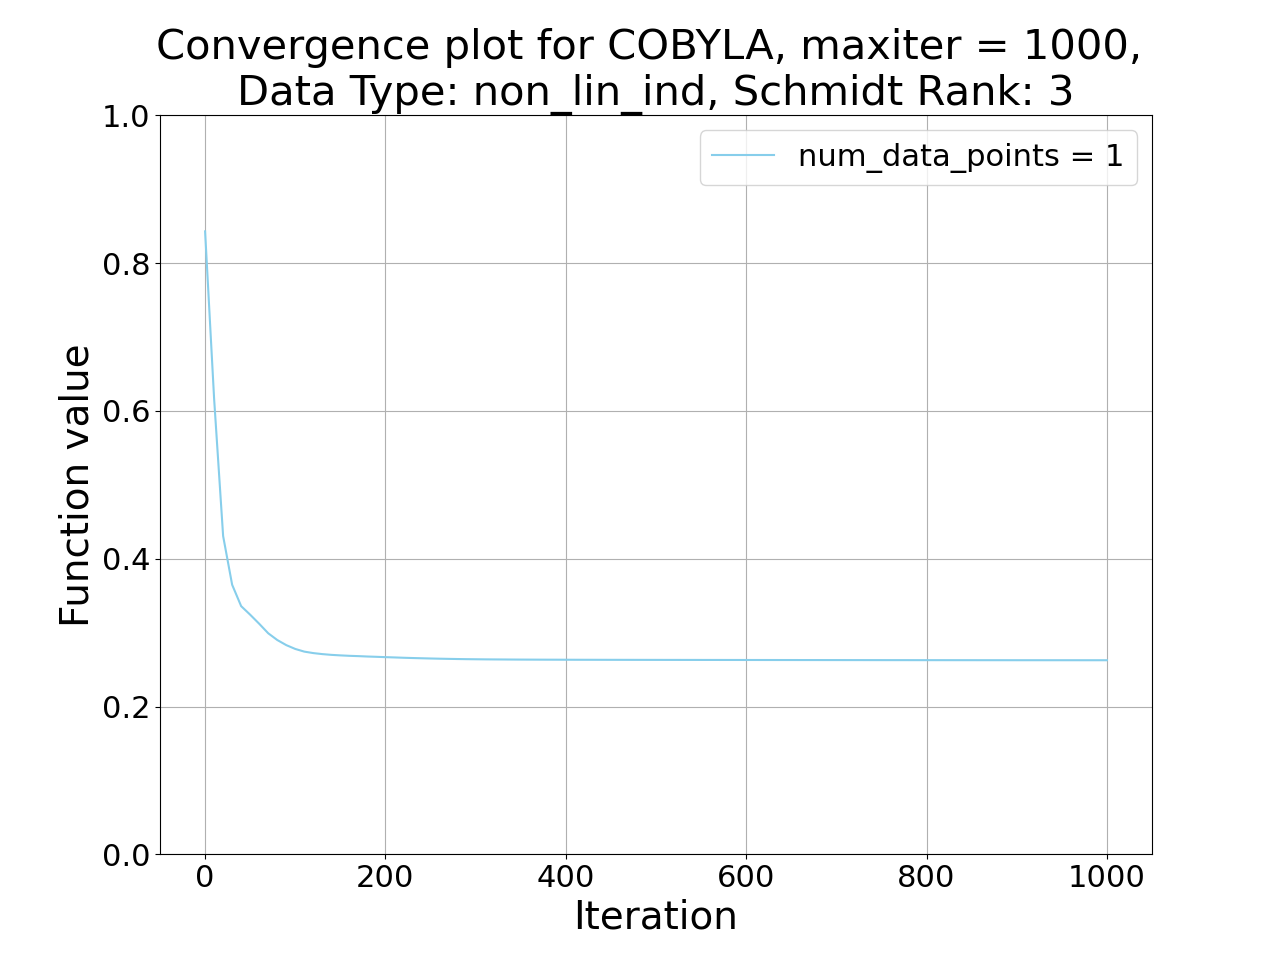 Convergence plot for COBYLA, maxiter = 1000,
Data Type: non_lin_ind, Schmidt Rank: 3
num_data_points = 1
Function value
1.0
0.8
0.6
0.4
0.2
0.0
0 200 400 600 800 1000
Iteration